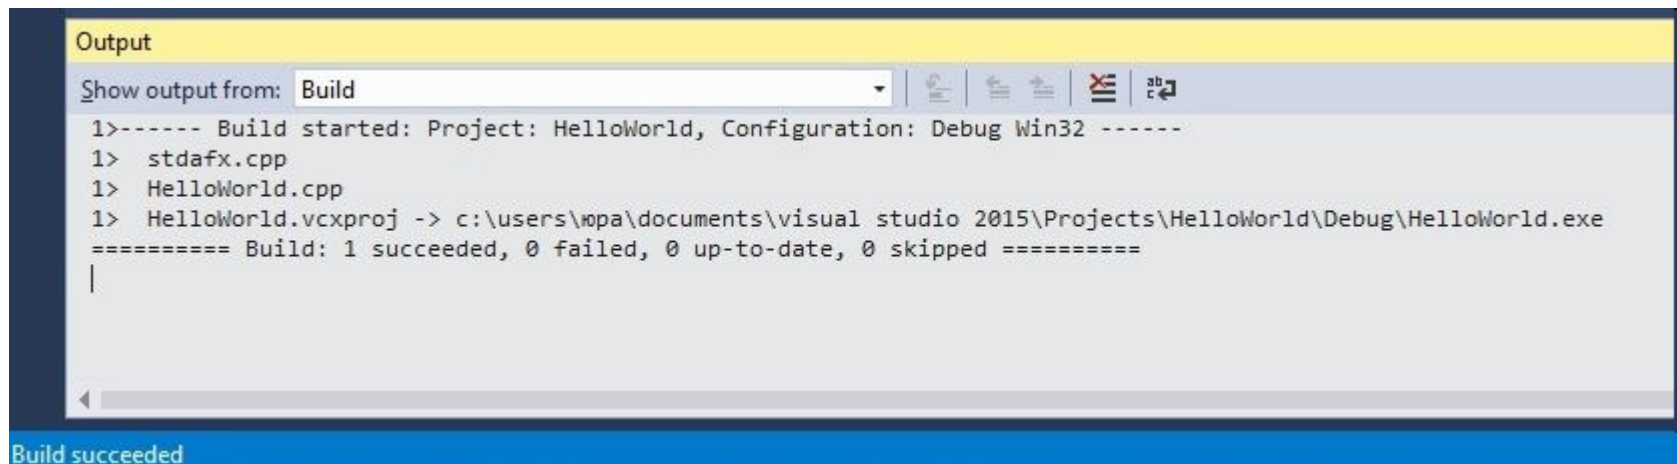 Output
Show output from: Build
1>------ Build started: Project: HelloWorld, Configuration: Debug Win32 ------
1>  stdafx.cpp
1>  HelloWorld.cpp
1>  HelloWorld.vcxproj -> c:\users\юра\documents\visual studio 2015\Projects\HelloWorld\Debug\HelloWorld.exe
========== Build: 1 succeeded, 0 failed, 0 up-to-date, 0 skipped ==========
Build succeeded